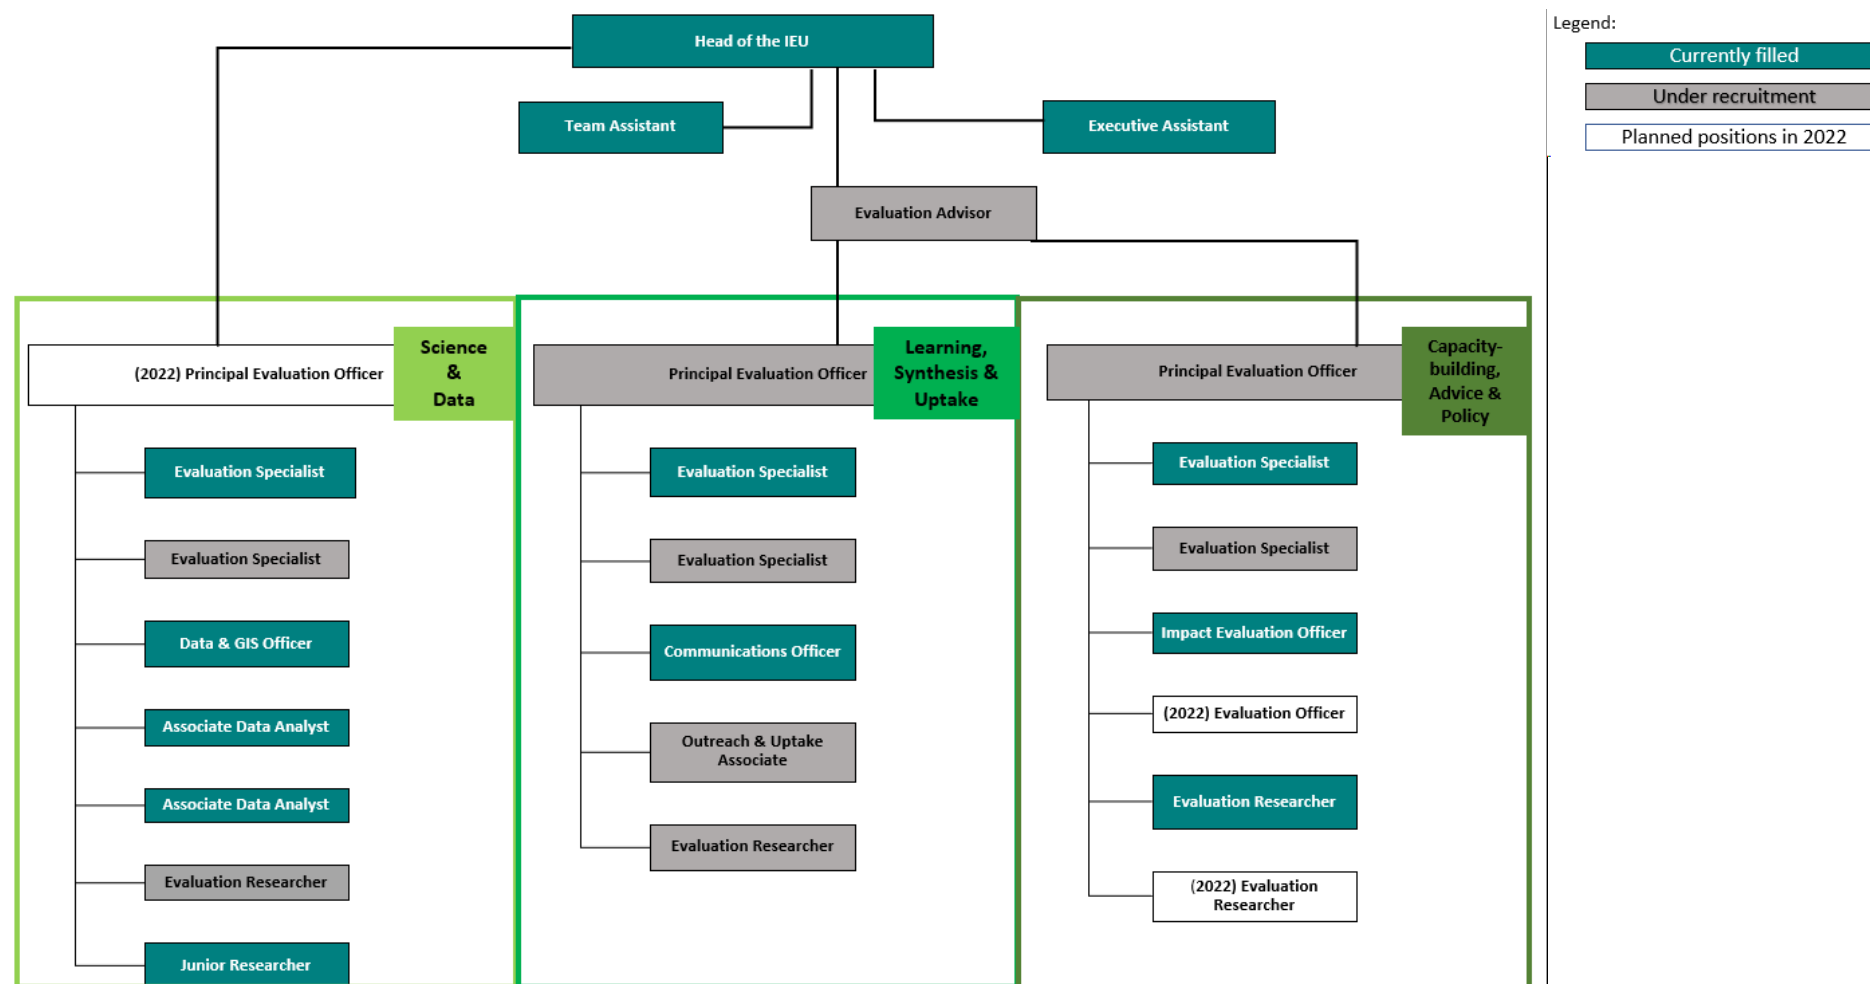 Head of the IEU
Legend:
Currently filled
Under recruitment
Planned positions in 2022
Team Assistant
Executive Assistant
Evaluation Advisor
(2022) Principal Evaluation Officer
Science
&
Data
Evaluation Specialist
Evaluation Specialist
Data & GIS Officer
Associate Data Analyst
Associate Data Analyst
Evaluation Researcher
Junior Researcher
Principal Evaluation Officer
Learning,
Synthesis &
Uptake
Evaluation Specialist
Evaluation Specialist
Communications Officer
Outreach & Uptake
Associate
Evaluation Researcher
Principal Evaluation Officer
Capacity-
building,
Advice &
Policy
Evaluation Specialist
Evaluation Specialist
Impact Evaluation Officer
(2022) Evaluation Officer
Evaluation Researcher
(2022) Evaluation
Researcher